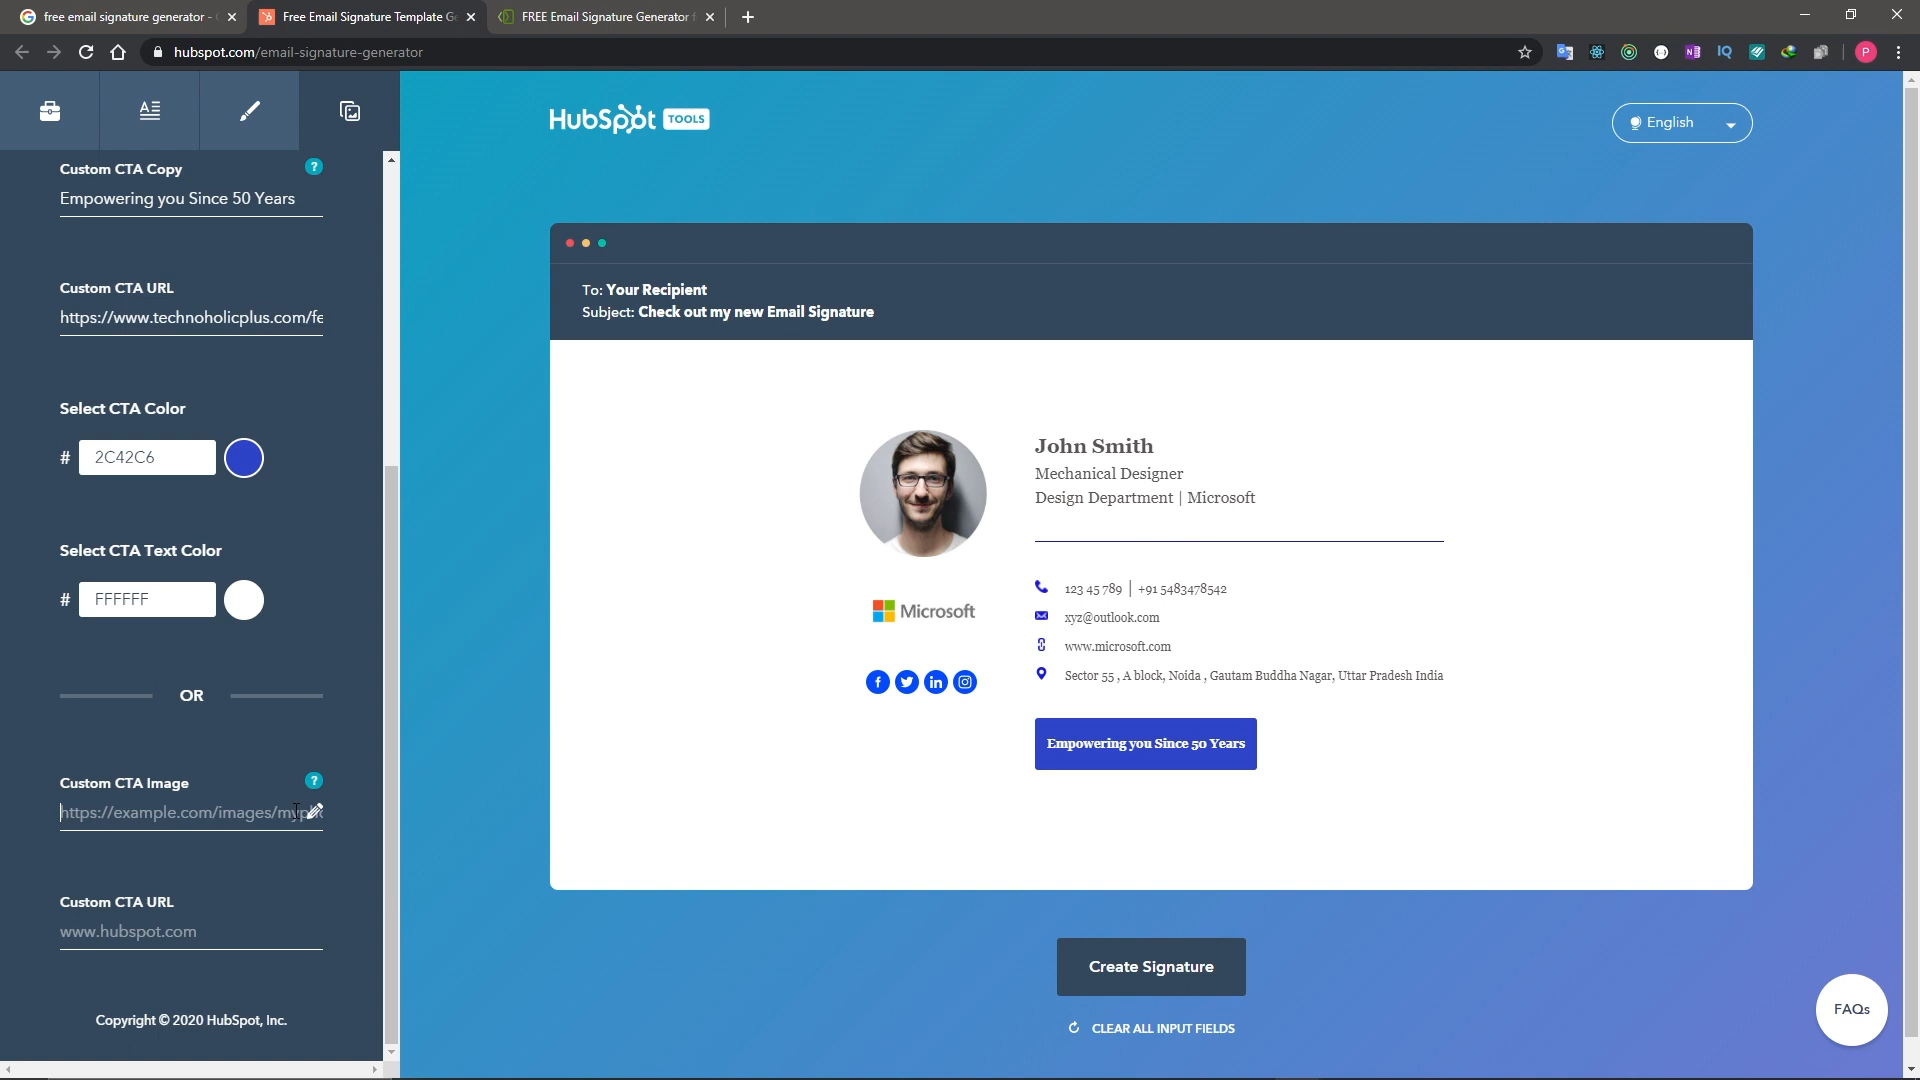 free email signature generator -
Free Email Signature Template Ge
FREE Email Signature Generator
hubspot.com/email-signature-generator
P
HubSpot TOOLS
English
Custom CTA Copy
?
Empowering you Since 50 Years
Custom CTA URL
https://www.technoholicplus.com/fe
Select CTA Color
# 2C42C6
Select CTA Text Color
# FFFFFF
OR
Custom CTA Image
?
https://example.com/images/myph
Custom CTA URL
www.hubspot.com
Copyright © 2020 HubSpot, Inc.
To: Your Recipient
Subject: Check out my new Email Signature
John Smith
Mechanical Designer
Design Department | Microsoft
Microsoft
123 45 789 | +91 5483478542
xyz@outlook.com
www.microsoft.com
Sector 55 , A block, Noida , Gautam Buddha Nagar, Uttar Pradesh India
Empowering you Since 50 Years
Create Signature
CLEAR ALL INPUT FIELDS
FAQs